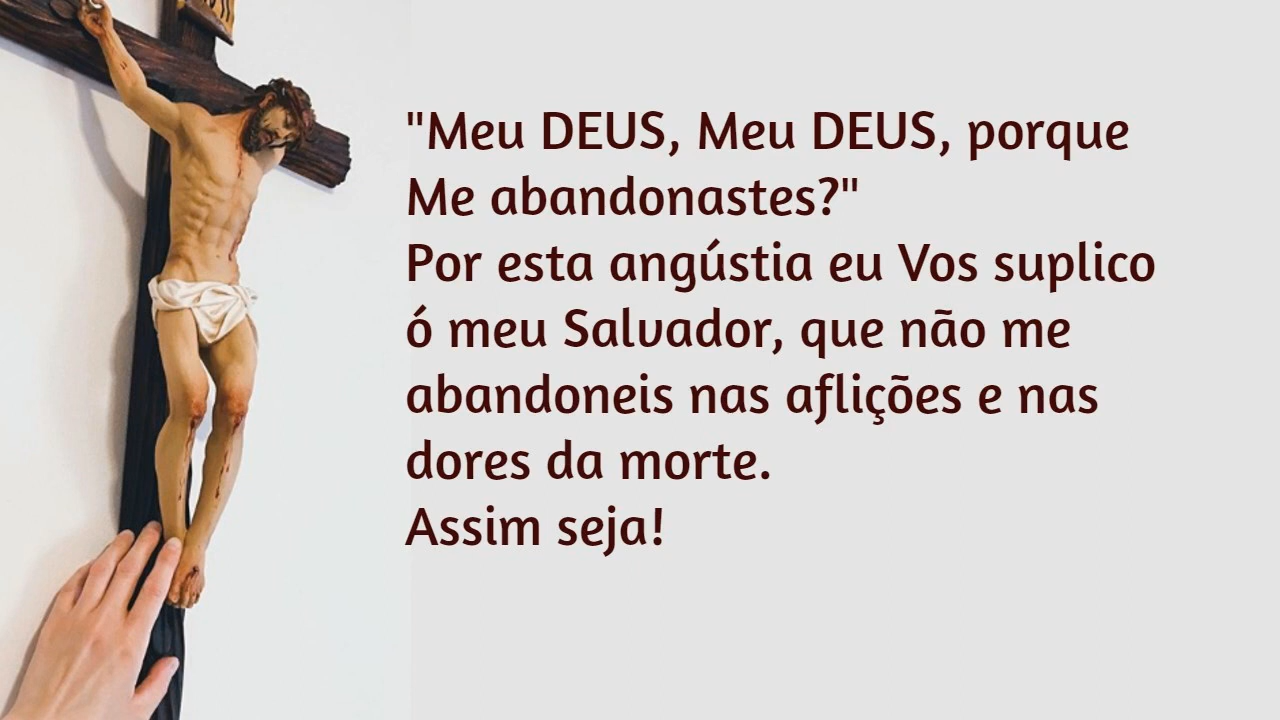 "Meu DEUS, Meu DEUS, porque
Me abandonastes?"
Por esta angústia eu Vos suplico
ó meu Salvador, que não me
abandoneis nas aflições e nas
dores da morte.
Assim seja!